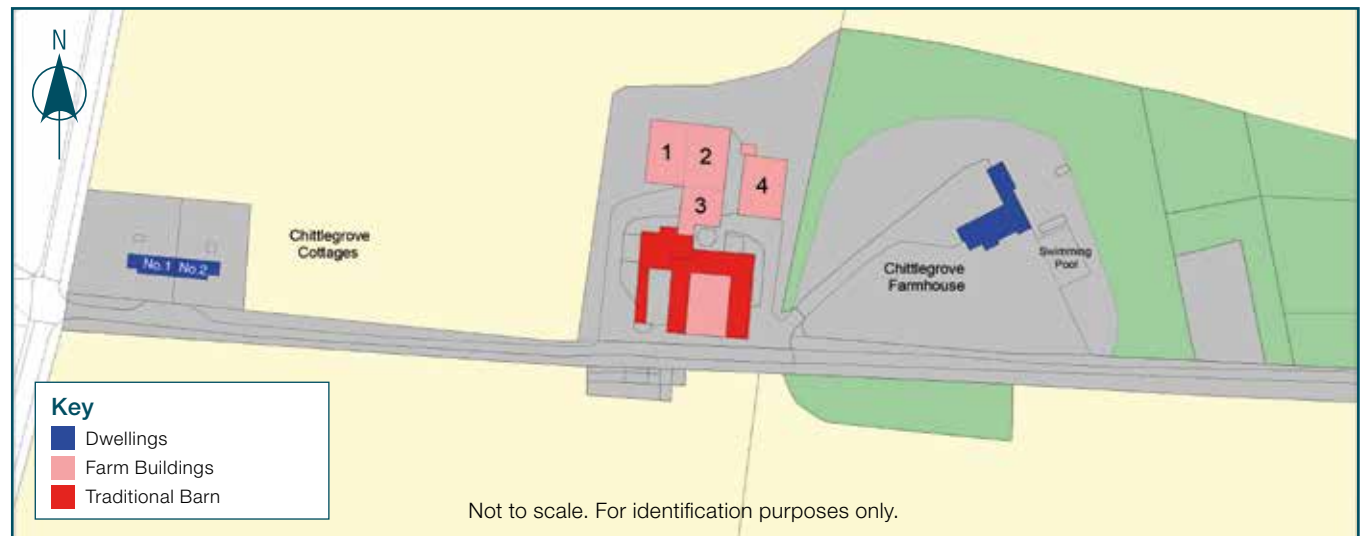 N
1
2
3
4
No.1 No.2
Chittlegrove
Cottages
Chittlegrove
Farmhouse
Swimming
Pool
Key
Dwellings
Farm Buildings
Traditional Barn
Not to scale. For identification purposes only.